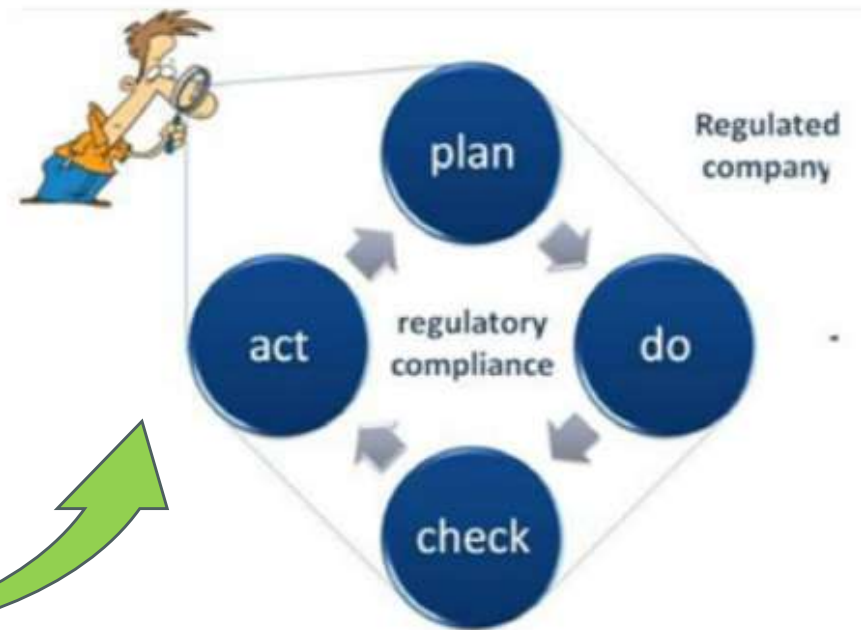 plan
Regulated
company
act
regulatory
compliance
do
check